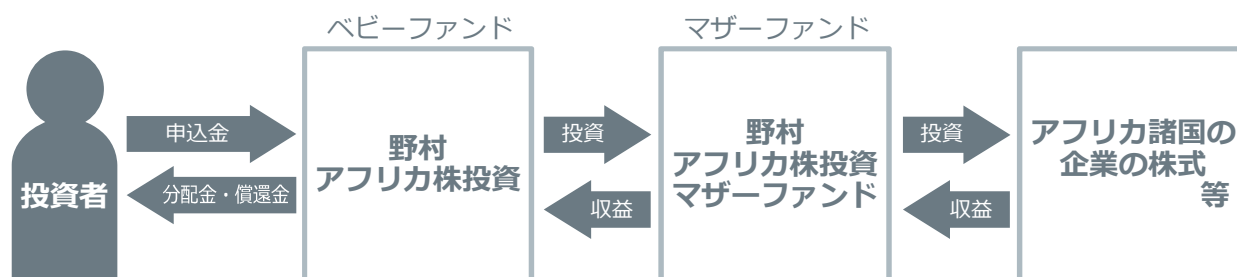 ベビーファンド
マザーファンド
投資者
申込金
分配金・償還金
野村
アフリカ株投資
投資
収益
野村
アフリカ株投資
マザーファンド
投資
収益
アフリカ諸国の
企業の株式
等